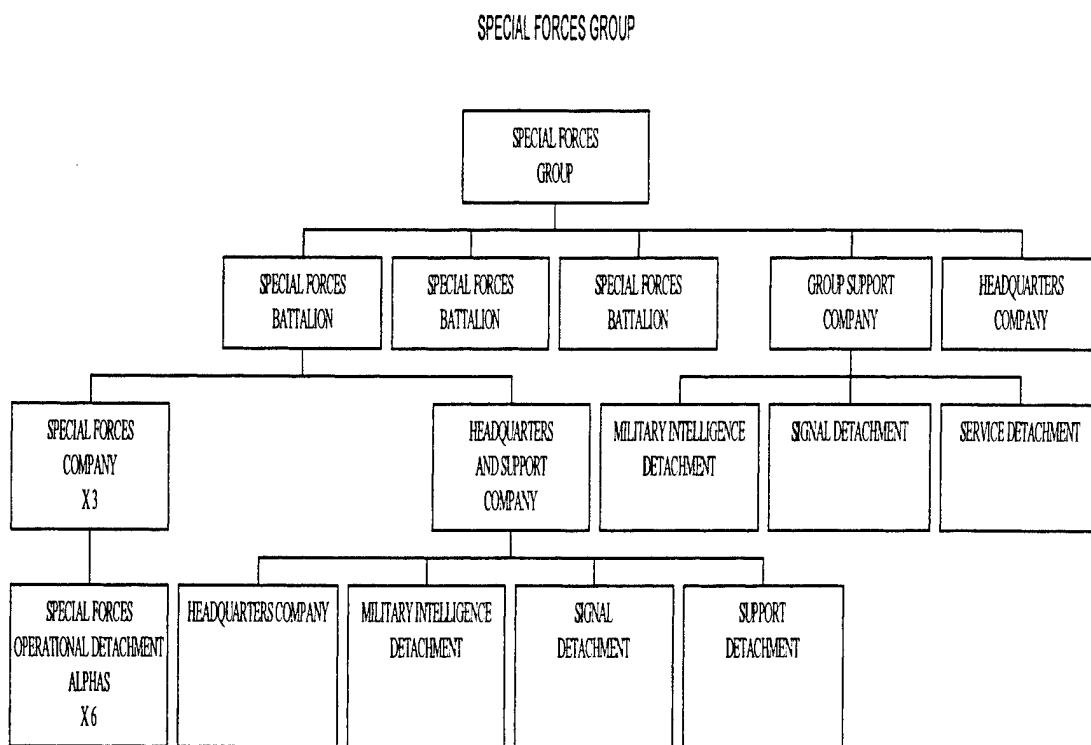 SPECIAL FORCES GROUP
SPECIAL FORCES
GROUP
SPECIAL FORCES
BATTALION
SPECIAL FORCES
BATTALION
SPECIAL FORCES
BATTALION
GROUP SUPPORT
COMPANY
HEADQUARTERS
COMPANY
SPECIAL FORCES
COMPANY
X 3
HEADQUARTERS
AND SUPPORT
COMPANY
MILITARY INTELLIGENCE
DETACHMENT
SIGNAL DETACHMENT
SERVICE DETACHMENT
SPECIAL FORCES
OPERATIONAL DETACHMENT
ALPHAS
X 6
HEADQUARTERS COMPANY
MILITARY INTELLIGENCE
DETACHMENT
SIGNAL
DETACHMENT
SUPPORT
DETACHMENT